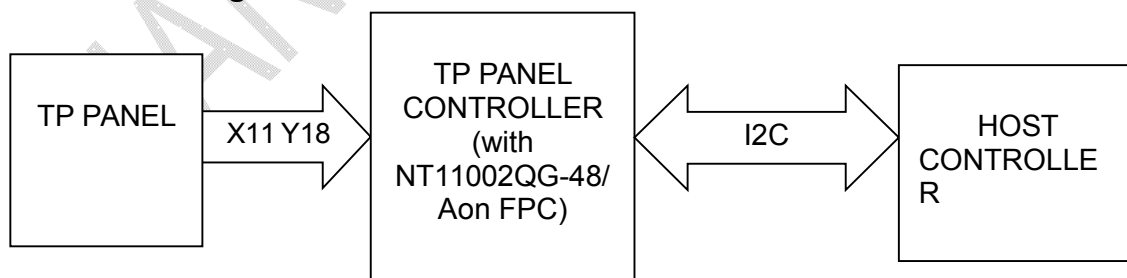 TP PANEL
X11 Y18
TP PANEL
CONTROLLER
(with
NT11002QG-48/
Aon FPC)
I2C
HOST
CONTROLLE
R